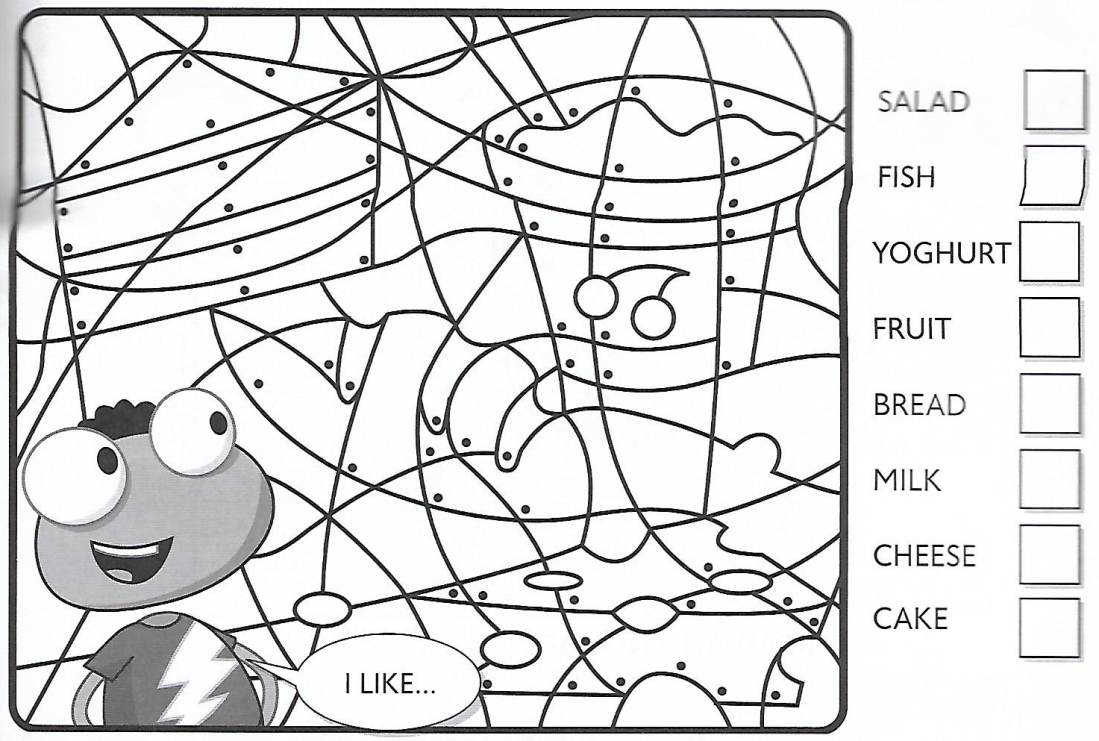 SALAD
FISH
YOGHURT
FRUIT
BREAD
MILK
CHEESE
CAKE
I LIKE...